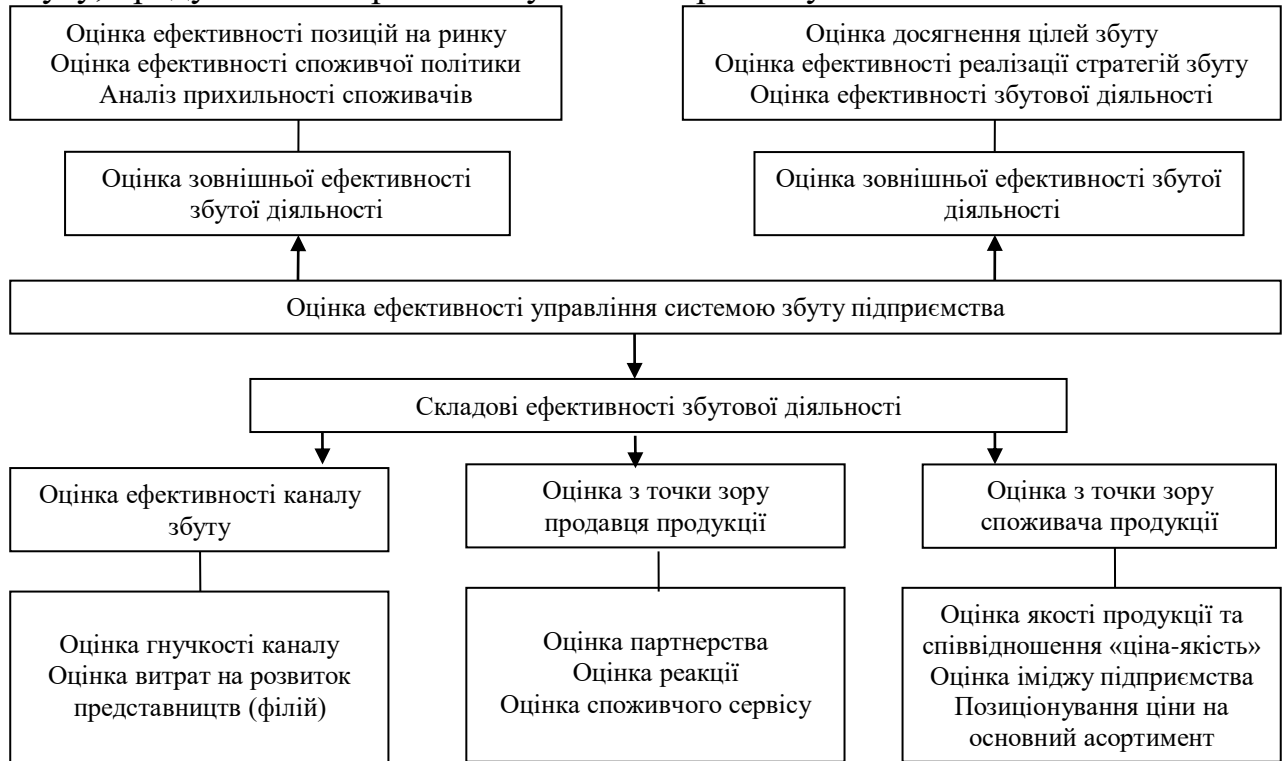 Оцінка ефективності позицій на ринку
Оцінка ефективності споживчої політики
Аналіз прихильності споживачів
Оцінка досягнення цілей збуту
Оцінка ефективності реалізації стратегій збуту
Оцінка ефективності збутової діяльності
Оцінка зовнішньої ефективності
збутої діяльності
Оцінка зовнішньої ефективності збутої
діяльності
Оцінка ефективності управління системою збуту підприємства
Складові ефективності збутової діяльності
Оцінка ефективності каналу
збуту
Оцінка з точки зору
продавця продукції
Оцінка з точки зору
споживача продукції
Оцінка гнучкості каналу
Оцінка витрат на розвиток
представництв (філій)
Оцінка партнерства
Оцінка реакції
Оцінка споживчого сервісу
Оцінка якості продукції та
співвідношення «ціна-якість»
Оцінка іміджу підприємства
Позиціонування ціни на
основний асортимент